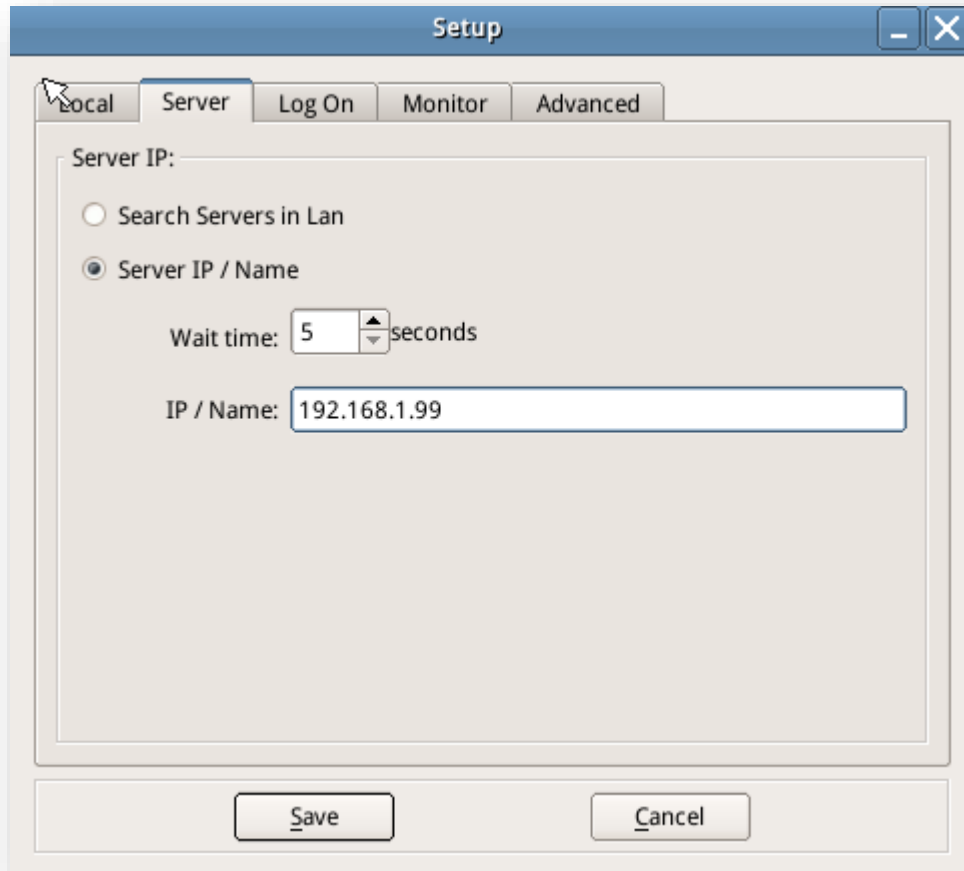 Setup
Local Server Log On Monitor Advanced
Server IP:
Search Servers in Lan
Server IP / Name
Wait time: 5 seconds
IP / Name: 192.168.1.99
Save Cancel